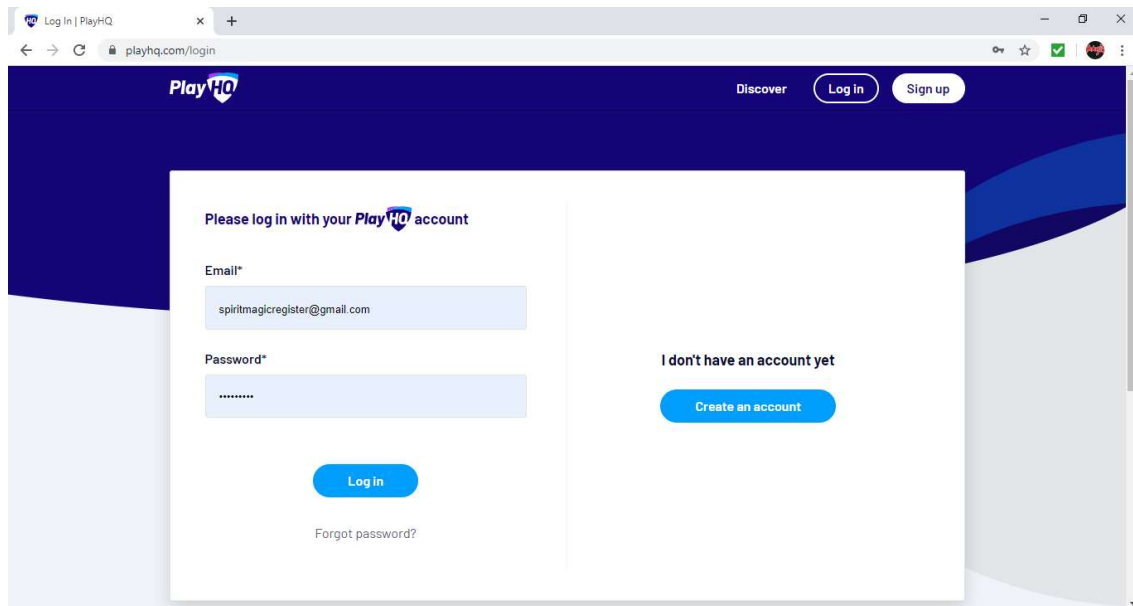 Log In | PlayHQ
playhq.com/login
PlayHQ
Discover
Log in
Sign up
Please log in with your PlayHQ account
Email*
spiritmagicregister@gmail.com
Password*
•••••••••
Log in
Forgot password?
I don't have an account yet
Create an account